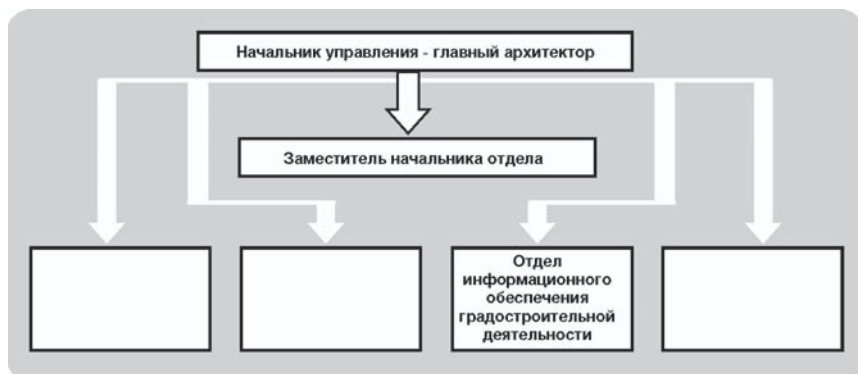 Начальник управления - главный архитектор
Заместитель начальника отдела
Отдел
информационного
обеспечения
градостроительной
деятельности